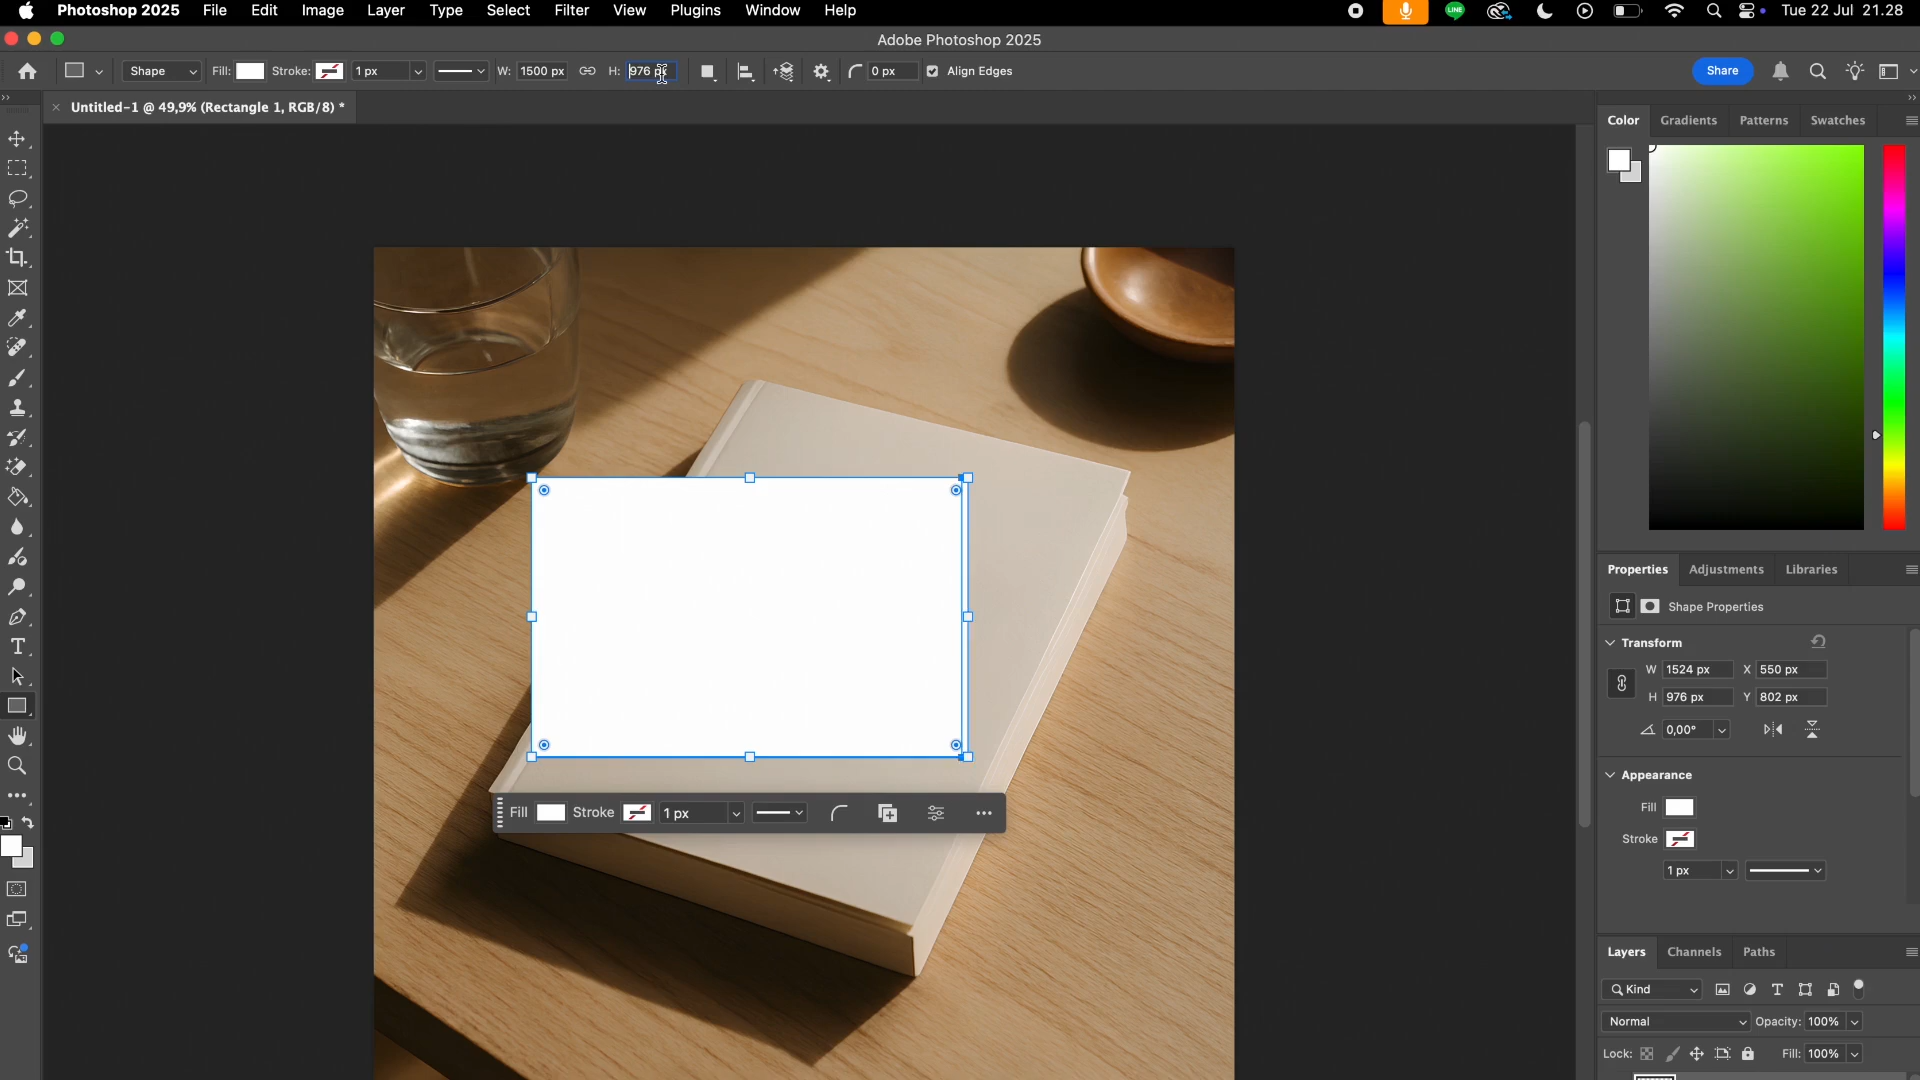 Photoshop 2025 File Edit Image Layer Type Select Filter View Plugins Window Help LINE Tue 22 Jul 21.28
Adobe Photoshop 2025
Shape Fill: Stroke: 1 px W: 1500 px H: 976 px 0 px Align Edges Share
Untitled-1 @ 49,9% (Rectangle 1, RGB/8) *
Color Gradients Patterns Swatches
Properties Adjustments Libraries
Shape Properties
Transform
W 1524 px X 550 px
H 976 px Y 802 px
0,00°
Appearance
Fill
Stroke
1 px
Fill Stroke 1 px
Layers Channels Paths
Kind
Normal Opacity: 100%
Lock: Fill: 100%